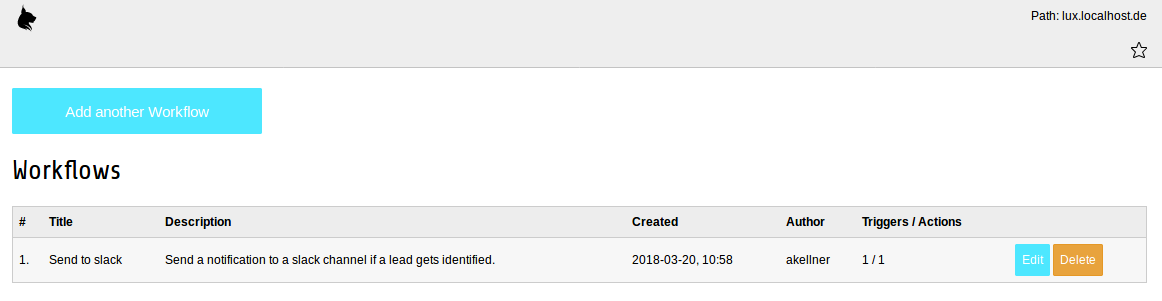 Path: lux.localhost.de
Add another Workflow
Workflows
# Title Description Created Author Triggers / Actions
1. Send to slack Send a notification to a slack channel if a lead gets identified. 2018-03-20, 10:58 akellner 1 / 1 Edit Delete